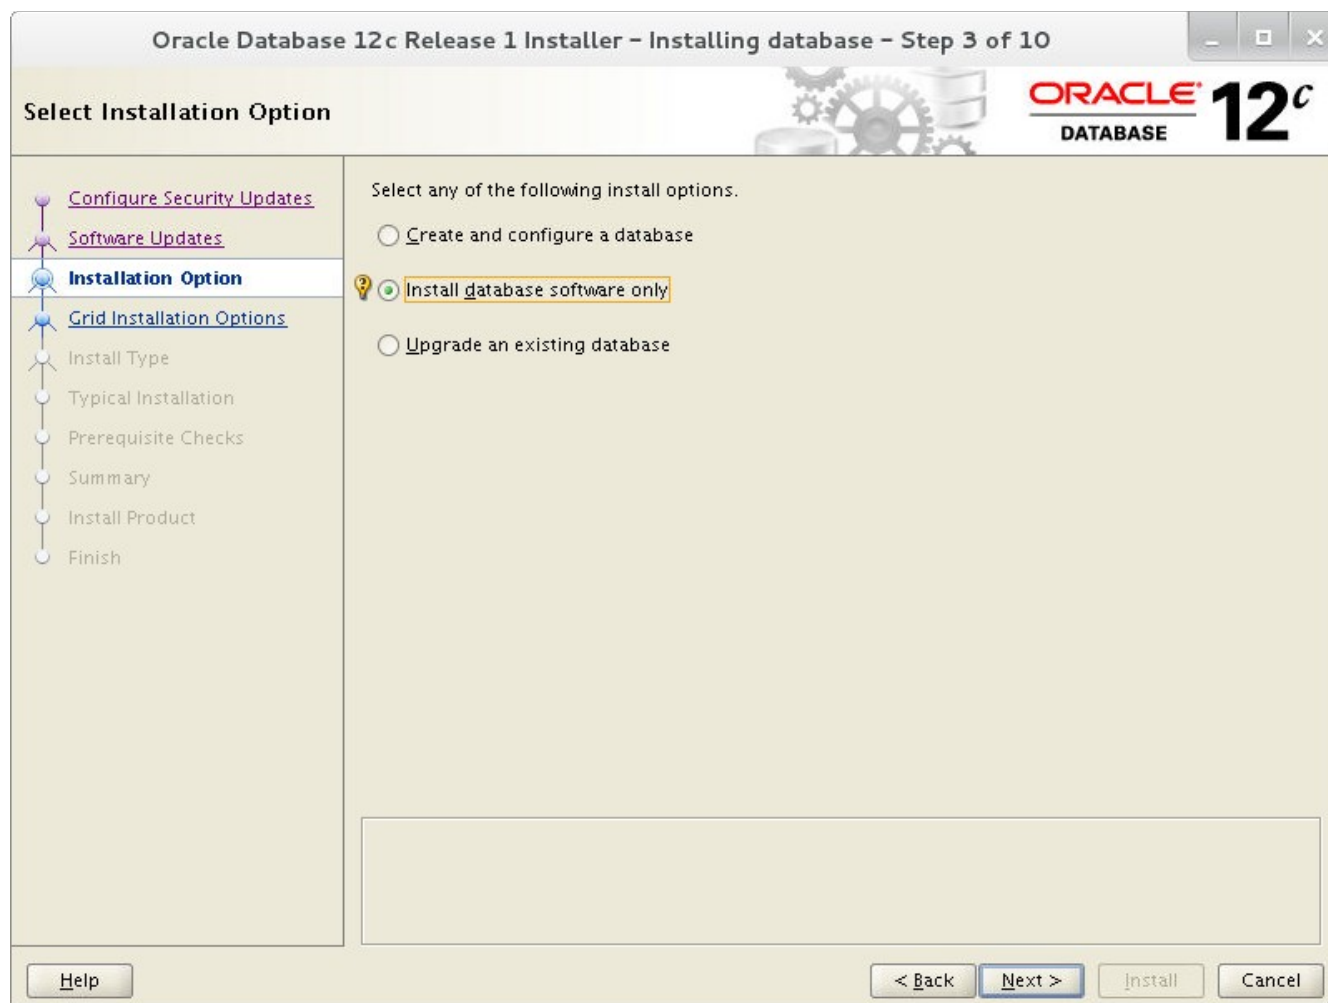 Oracle Database 12c Release 1 Installer – Installing database – Step 3 of 10
Select Installation Option
ORACLE
DATABASE
12c
Configure Security Updates
Software Updates
Installation Option
Grid Installation Options
Install Type
Typical Installation
Prerequisite Checks
Summary
Install Product
Finish
Select any of the following install options.
Create and configure a database
Install database software only
Upgrade an existing database
Help
< Back
Next >
Install
Cancel